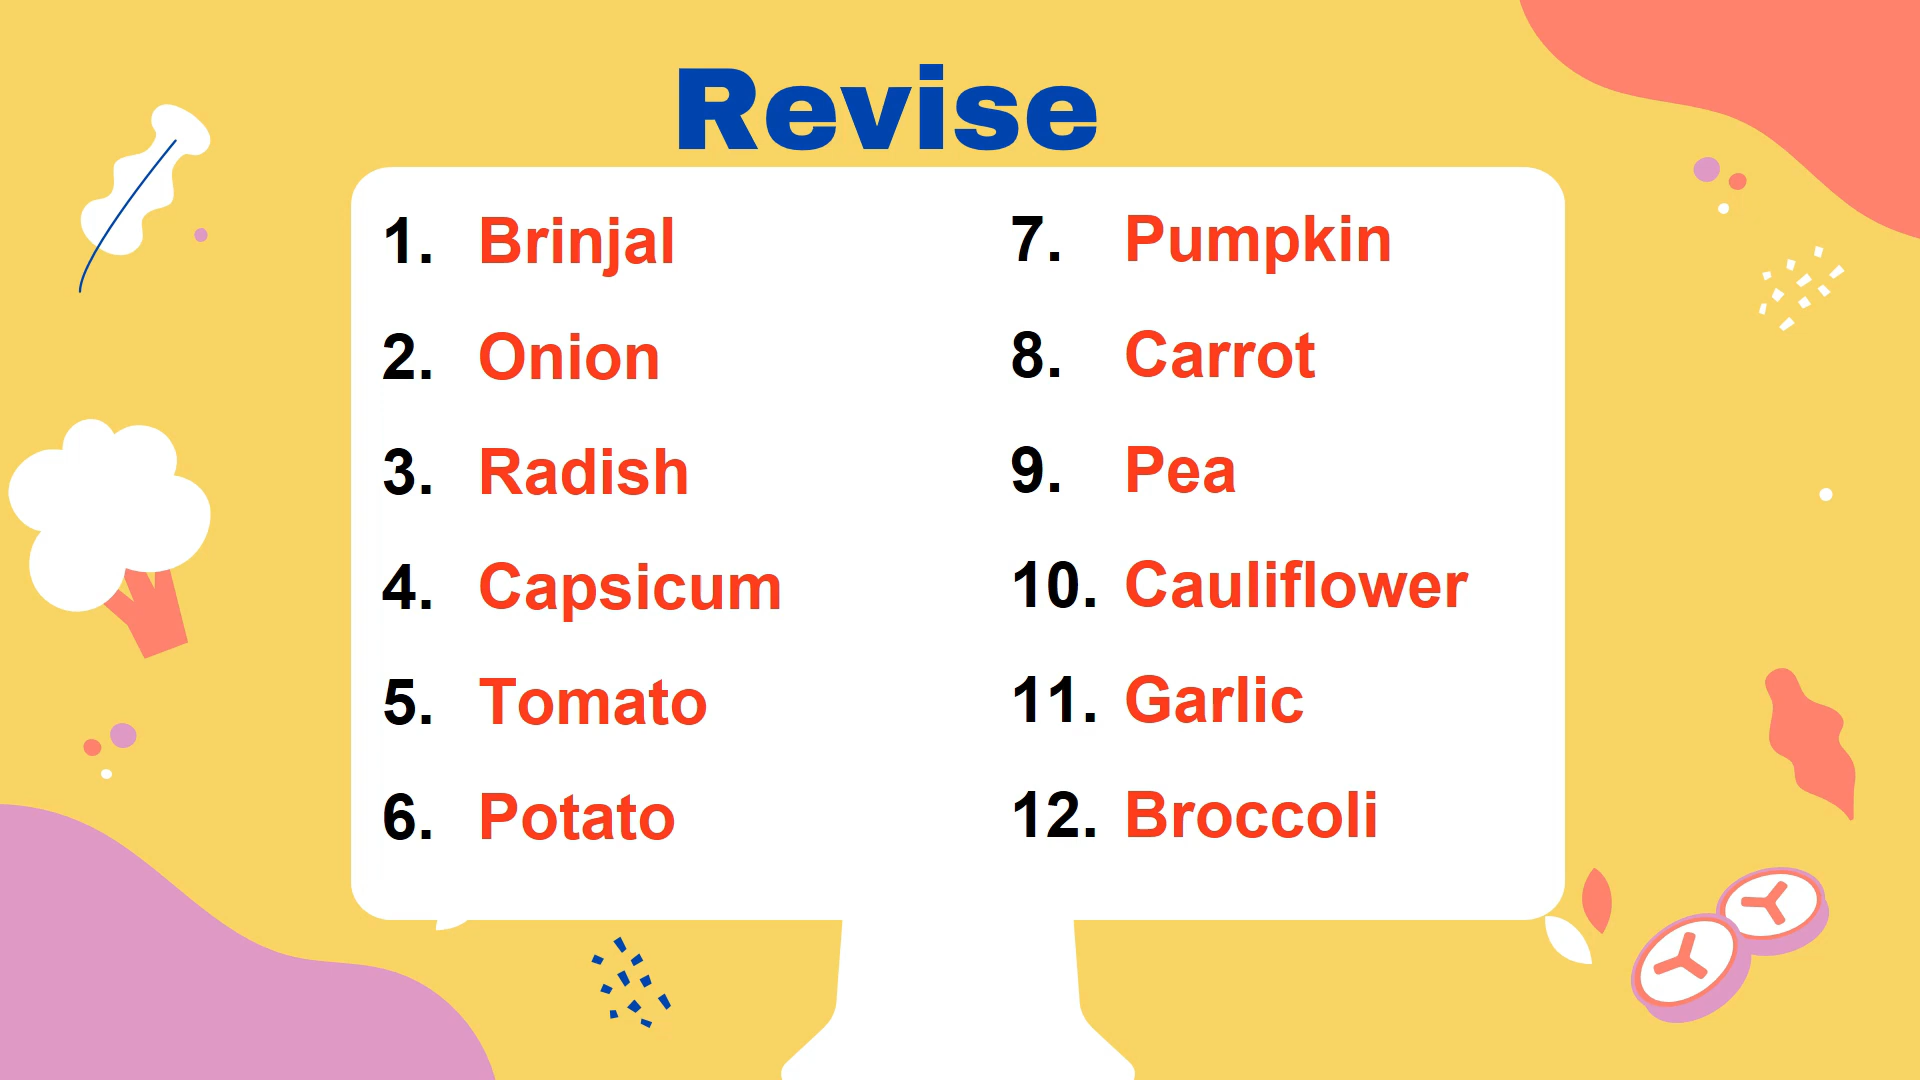 Revise
1. Brinjal
2. Onion
3. Radish
4. Capsicum
5. Tomato
6. Potato
7. Pumpkin
8. Carrot
9. Pea
10. Cauliflower
11. Garlic
12. Broccoli